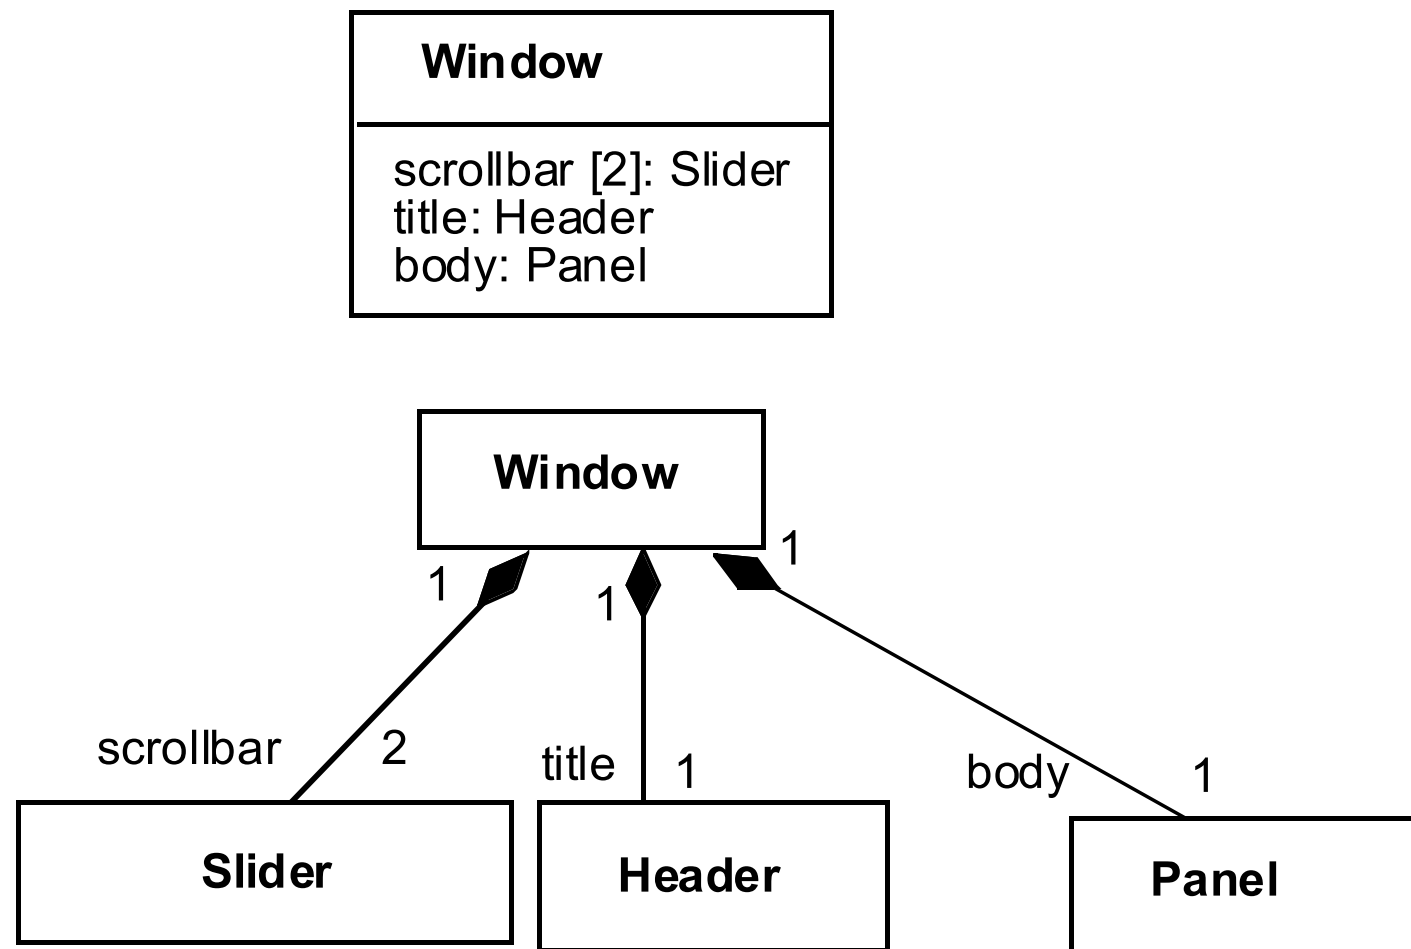 Window
scrollbar [2]: Slider
title: Header
body: Panel
Window
1
1
1
scrollbar
2
title
1
body
1
Slider
Header
Panel